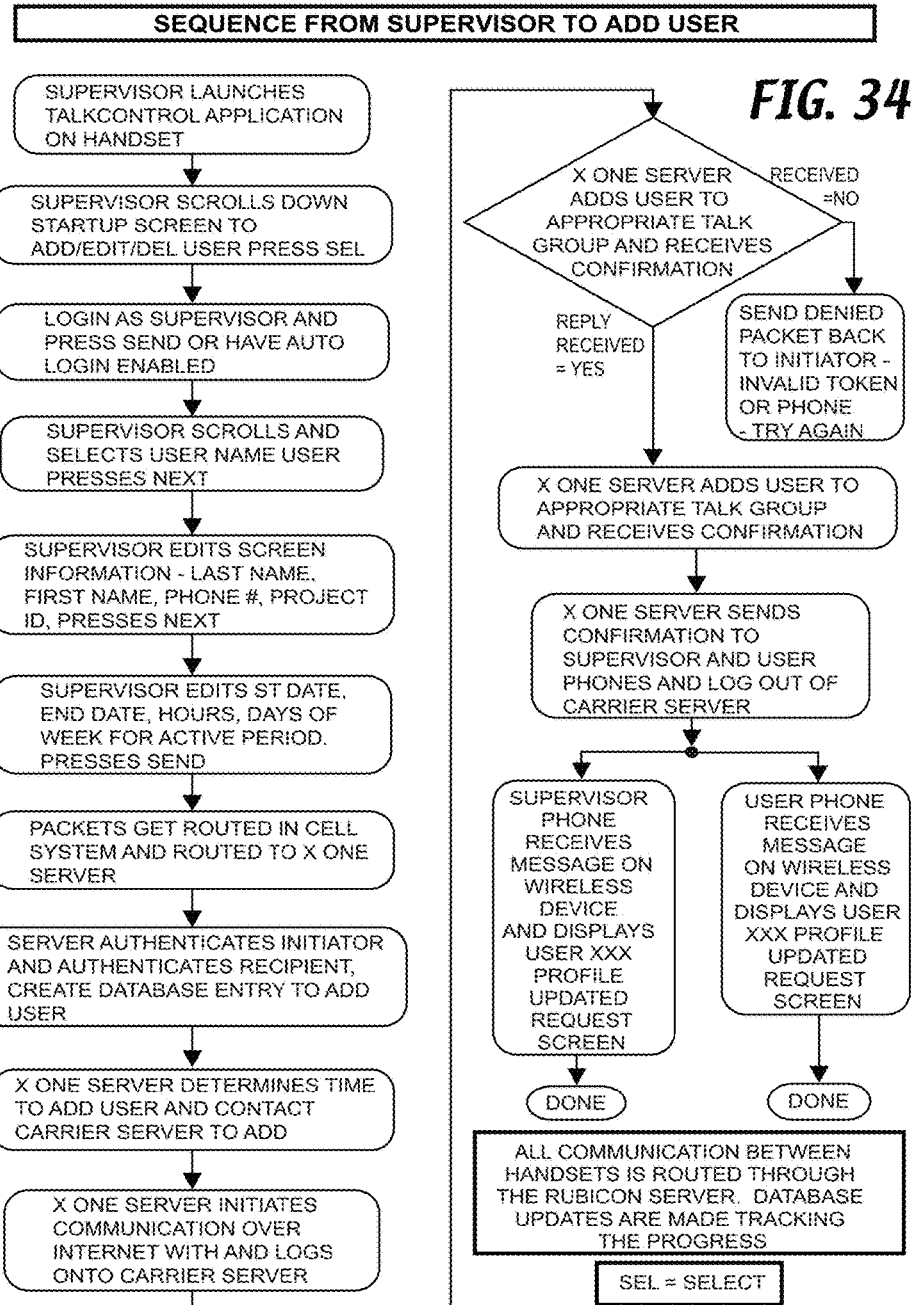 SEQUENCE FROM SUPERVISOR TO ADD USER
FIG. 34
SUPERVISOR LAUNCHES
TALKCONTROL APPLICATION
ON HANDSET
SUPERVISOR SCROLLS DOWN
STARTUP SCREEN TO
ADD/EDIT/DEL USER PRESS SEL
LOGIN AS SUPERVISOR AND
PRESS SEND OR HAVE AUTO
LOGIN ENABLED
SUPERVISOR SCROLLS AND
SELECTS USER NAME USER
PRESSES NEXT
SUPERVISOR EDITS SCREEN
INFORMATION - LAST NAME,
FIRST NAME, PHONE #, PROJECT
ID, PRESSES NEXT
SUPERVISOR EDITS ST DATE,
END DATE, HOURS, DAYS OF
WEEK FOR ACTIVE PERIOD.
PRESSES SEND
PACKETS GET ROUTED IN CELL
SYSTEM AND ROUTED TO X ONE
SERVER
SERVER AUTHENTICATES INITIATOR
AND AUTHENTICATES RECIPIENT,
CREATE DATABASE ENTRY TO ADD
USER
X ONE SERVER DETERMINES TIME
TO ADD USER AND CONTACT
CARRIER SERVER TO ADD
X ONE SERVER INITIATES
COMMUNICATION OVER
INTERNET WITH AND LOGS
ONTO CARRIER SERVER
X ONE SERVER
ADDS USER TO
APPROPRIATE TALK
GROUP AND RECEIVES
CONFIRMATION
RECEIVED
=NO
SEND DENIED
PACKET BACK
TO INITIATOR -
INVALID TOKEN
OR PHONE
- TRY AGAIN
REPLY
RECEIVED
= YES
X ONE SERVER ADDS USER TO
APPROPRIATE TALK GROUP
AND RECEIVES CONFIRMATION
X ONE SERVER SENDS
CONFIRMATION TO
SUPERVISOR AND USER
PHONES AND LOG OUT OF
CARRIER SERVER
SUPERVISOR
PHONE
RECEIVES
MESSAGE ON
WIRELESS
DEVICE
AND DISPLAYS
USER XXX
PROFILE
UPDATED
REQUEST
SCREEN
DONE
USER PHONE
RECEIVES
MESSAGE
ON WIRELESS
DEVICE AND
DISPLAYS USER
XXX PROFILE
UPDATED
REQUEST
SCREEN
DONE
ALL COMMUNICATION BETWEEN
HANDSETS IS ROUTED THROUGH
THE RUBICON SERVER. DATABASE
UPDATES ARE MADE TRACKING
THE PROGRESS
SEL = SELECT